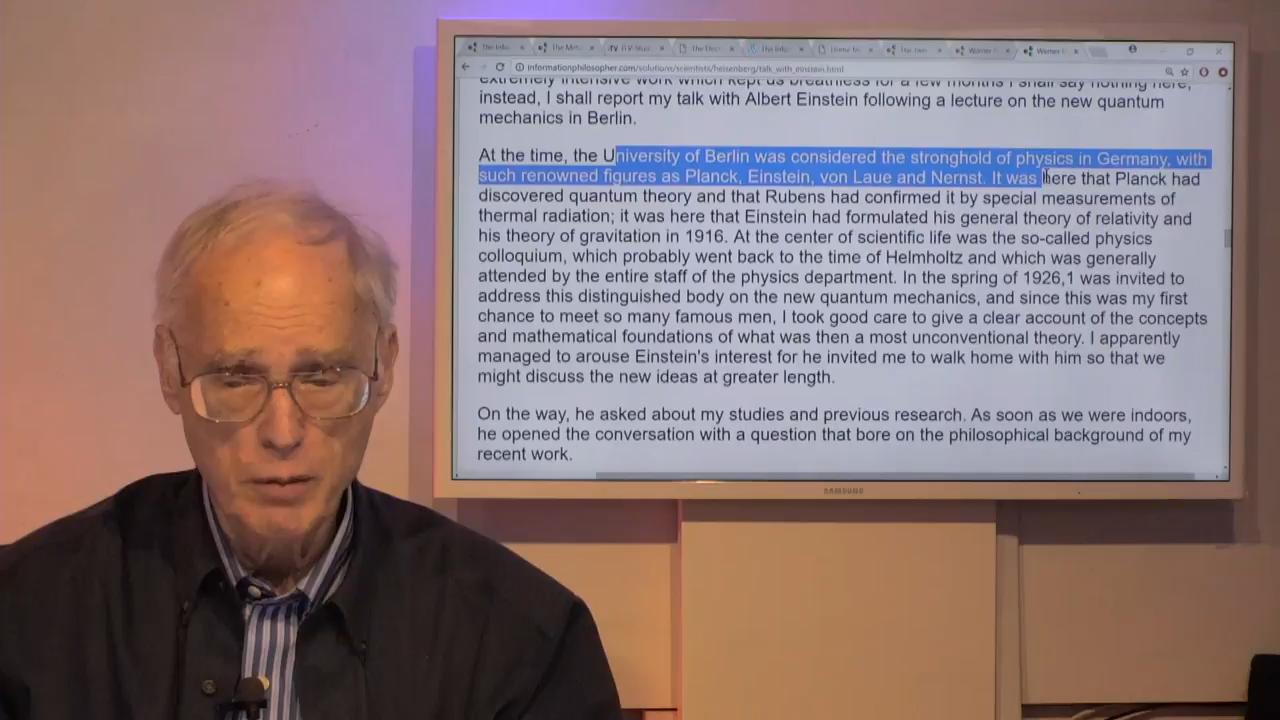 informationphilosopher.com/solutions/scientists/heisenberg/talk_with_einstein.html
extremely intensive work which kept us breathless for a few months I shall say nothing here;
instead, I shall report my talk with Albert Einstein following a lecture on the new quantum
mechanics in Berlin.
At the time, the University of Berlin was considered the stronghold of physics in Germany, with
such renowned figures as Planck, Einstein, von Laue and Nernst. It was here that Planck had
discovered quantum theory and that Rubens had confirmed it by special measurements of
thermal radiation; it was here that Einstein had formulated his general theory of relativity and
his theory of gravitation in 1916. At the center of scientific life was the so-called physics
colloquium, which probably went back to the time of Helmholtz and which was generally
attended by the entire staff of the physics department. In the spring of 1926,1 was invited to
address this distinguished body on the new quantum mechanics, and since this was my first
chance to meet so many famous men, I took good care to give a clear account of the concepts
and mathematical foundations of what was then a most unconventional theory. I apparently
managed to arouse Einstein's interest for he invited me to walk home with him so that we
might discuss the new ideas at greater length.
On the way, he asked about my studies and previous research. As soon as we were indoors,
he opened the conversation with a question that bore on the philosophical background of my
recent work.
SAMSUNG